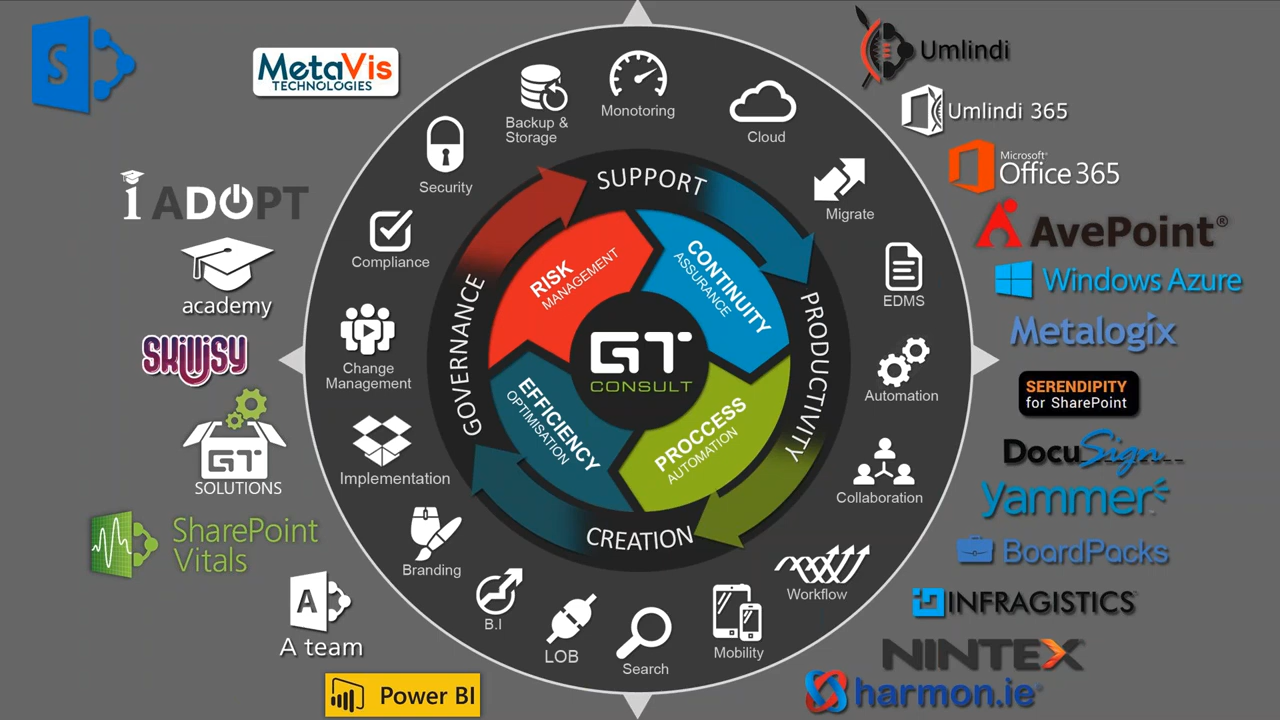 S
MetaVis
TECHNOLOGIES
i ADOPT
academy
SKillsy
GT
SOLUTIONS
SharePoint
Vitals
A
A team
Power BI
Monotoring
Cloud
Migrate
EDMS
Automation
Collaboration
Workflow
Mobility
Search
LOB
B.I
Branding
Implementation
Change
Management
Compliance
Security
Backup &
Storage
SUPPORT
PRODUCTIVITY
CREATION
GOVERNANCE
RISK
MANAGEMENT
CONTINUITY
ASSURANCE
PROCCESS
AUTOMATION
EFFICIENCY
OPTIMISATION
GT
CONSULT
Umlindi
Umlindi 365
Microsoft
Office 365
AvePoint®
Windows Azure
Metalogix
SERENDIPITY
for SharePoint
DocuSign
yammer
BoardPacks
INFRAGISTICS
NINTEX
harmon.ie